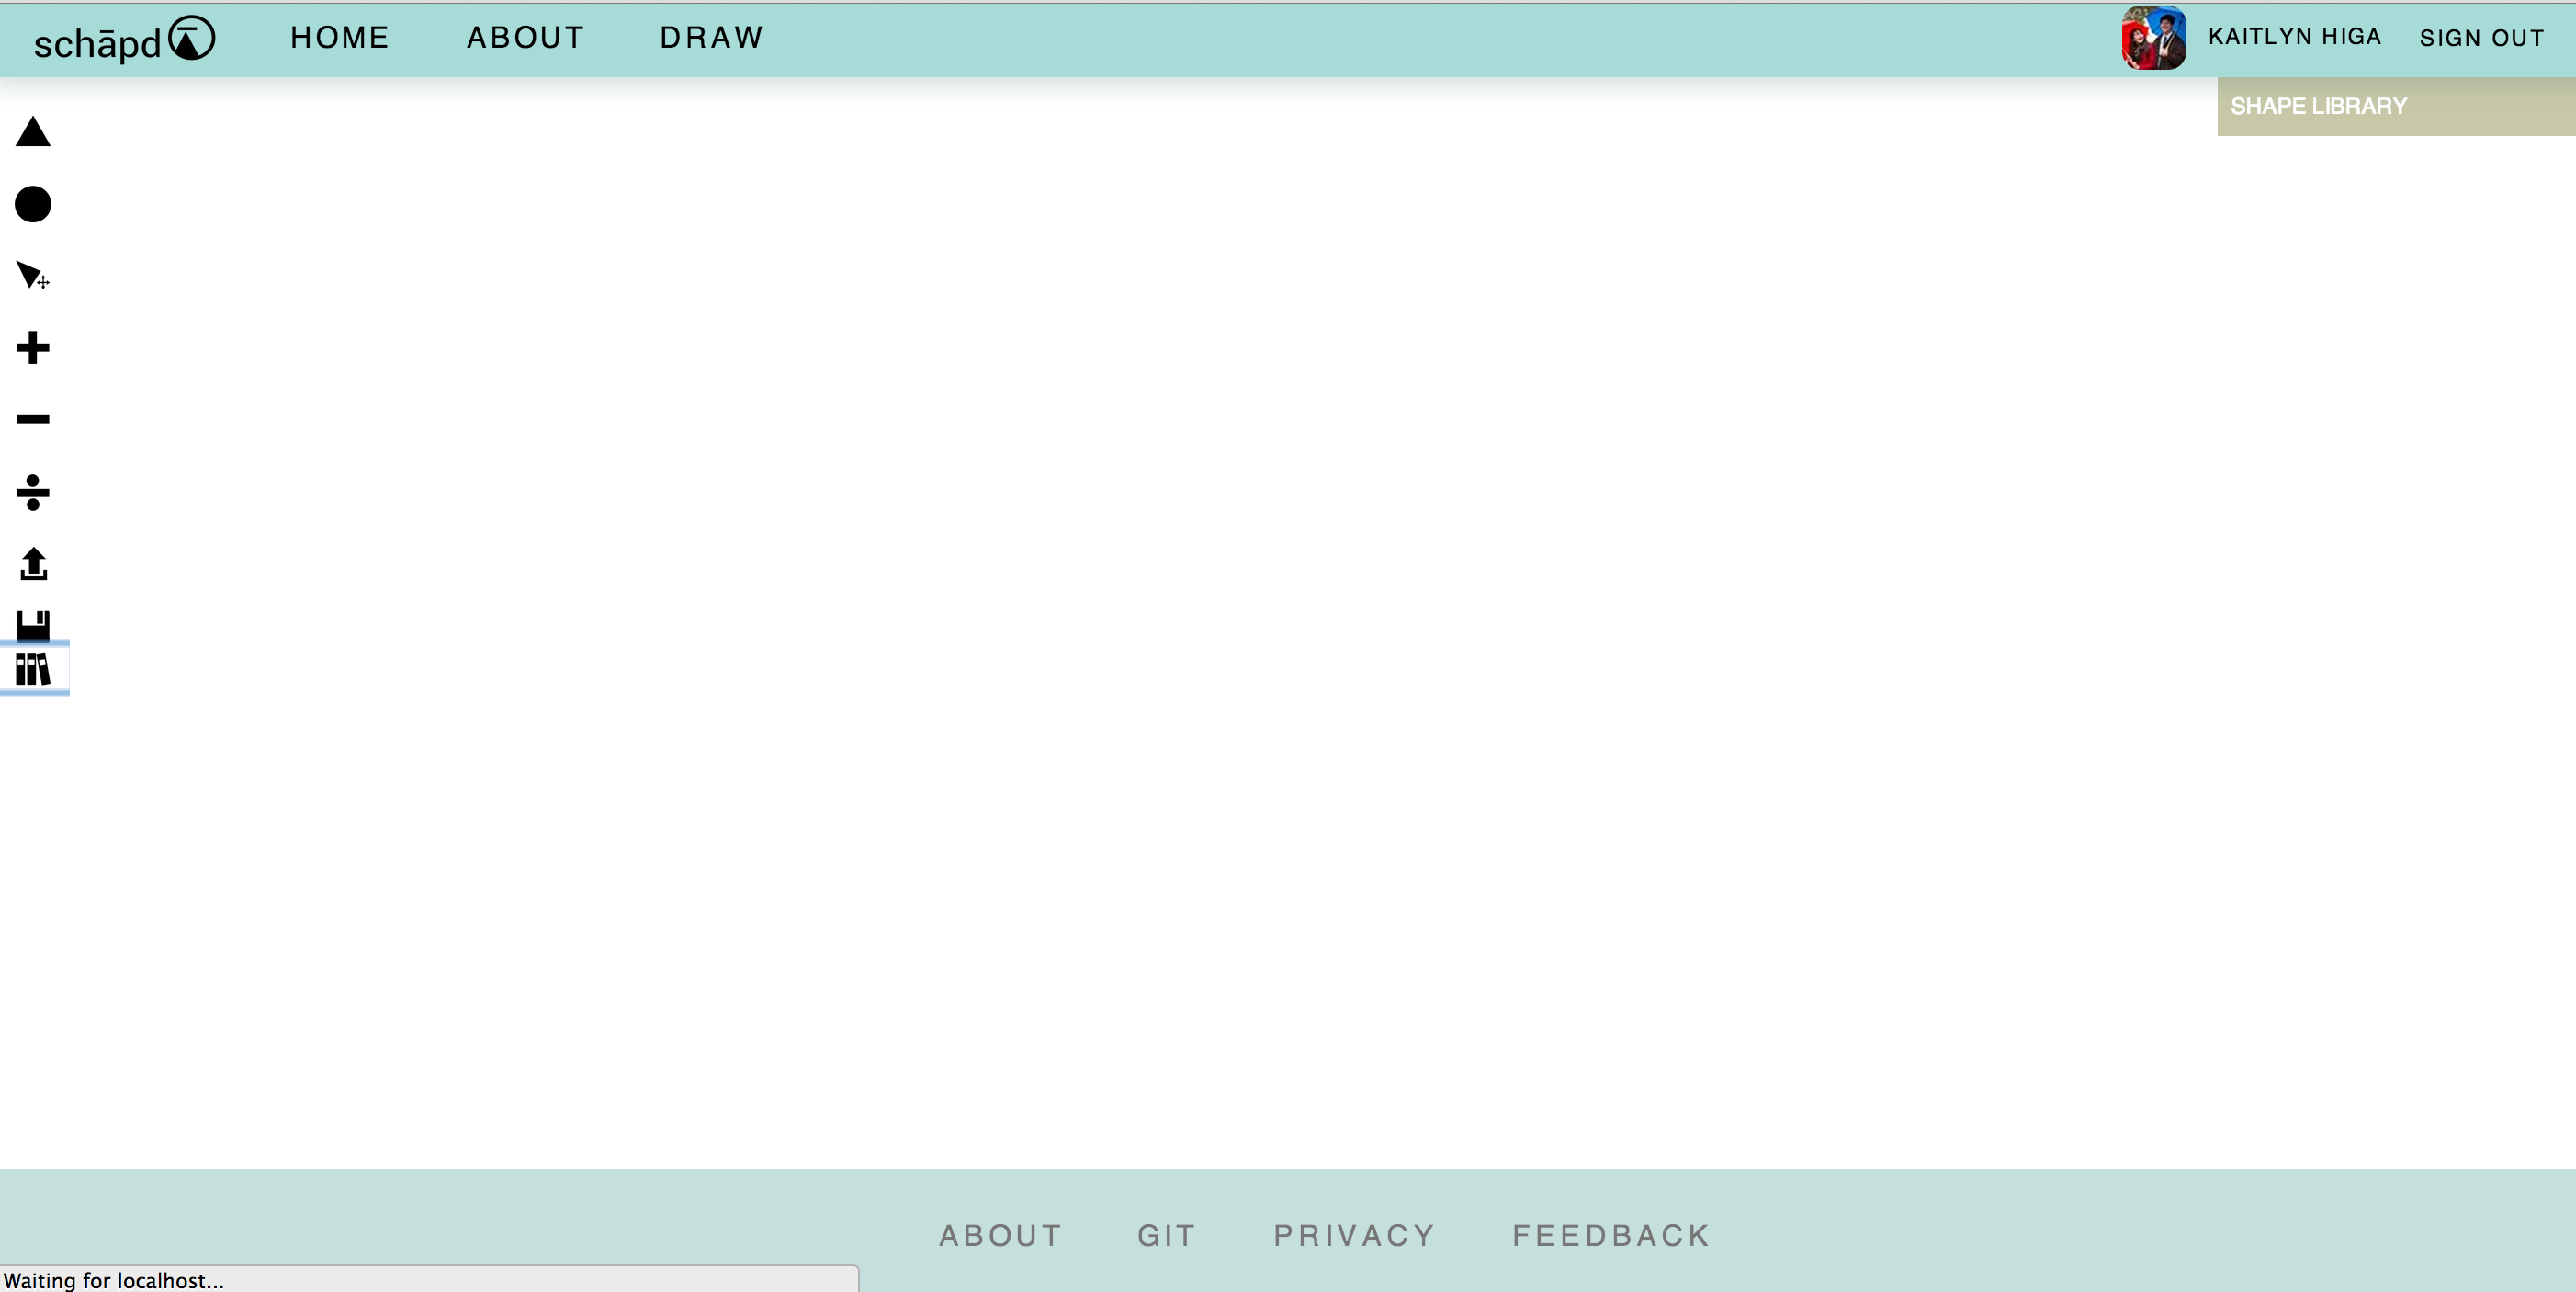 schāpd
HOME ABOUT DRAW
KAITLYN HIGA SIGN OUT
SHAPE LIBRARY
ABOUT GIT PRIVACY FEEDBACK
Waiting for localhost...